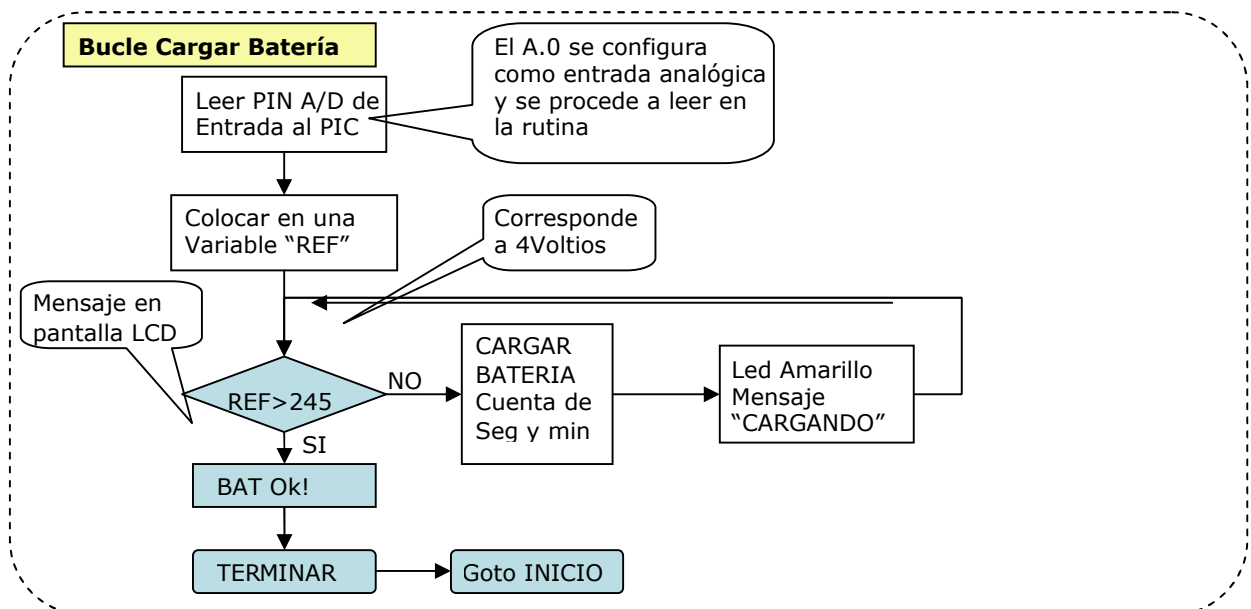 Bucle Cargar Batería
El A.0 se configura
como entrada analógica
y se procede a leer en
la rutina
Leer PIN A/D de
Entrada al PIC
Colocar en una
Variable “REF”
Corresponde
a 4Voltios
Mensaje en
pantalla LCD
REF>245
NO
CARGAR
BATERIA
Cuenta de
Seg y min
Led Amarillo
Mensaje
“CARGANDO”
SI
BAT Ok!
TERMINAR
Goto INICIO